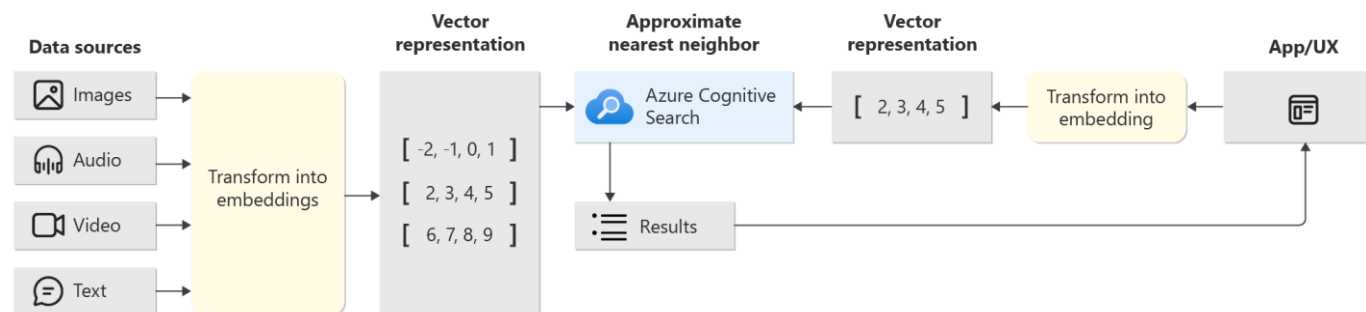 Data sources
Images
Audio
Video
Text
Transform into
embeddings
Vector
representation
[ -2, -1, 0, 1 ]
[ 2, 3, 4, 5 ]
[ 6, 7, 8, 9 ]
Approximate
nearest neighbor
Azure Cognitive
Search
Results
Vector
representation
[ 2, 3, 4, 5 ]
Transform into
embedding
App/UX